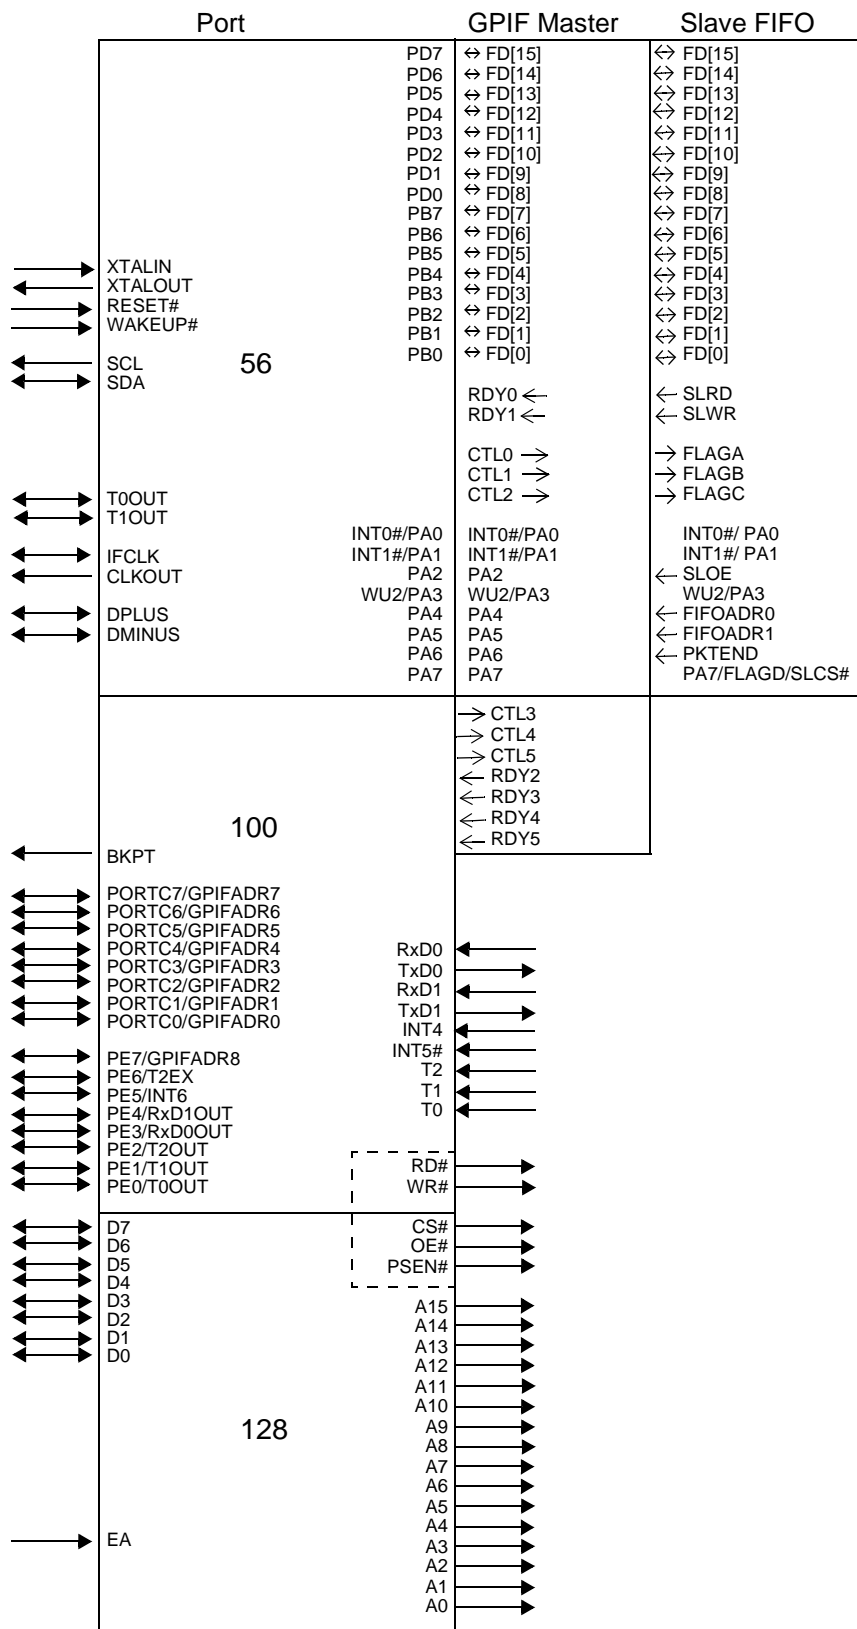 Port GPIF Master Slave FIFO
PD7 FD[15] FD[15]
PD6 FD[14] FD[14]
PD5 FD[13] FD[13]
PD4 FD[12] FD[12]
PD3 FD[11] FD[11]
PD2 FD[10] FD[10]
PD1 FD[9] FD[9]
PD0 FD[8] FD[8]
PB7 FD[7] FD[7]
PB6 FD[6] FD[6]
PB5 FD[5] FD[5]
XTALIN PB4 FD[4] FD[4]
XTALOUT PB3 FD[3] FD[3]
RESET# PB2 FD[2] FD[2]
WAKEUP# PB1 FD[1] FD[1]
PB0 FD[0] FD[0]
SCL 56
SDA
RDY0 SLRD
RDY1 SLWR
CTL0 FLAGA
CTL1 FLAGB
T0OUT CTL2 FLAGC
T1OUT
INT0#/PA0 INT0#/PA0 INT0#/ PA0
IFCLK INT1#/PA1 INT1#/PA1 INT1#/ PA1
CLKOUT PA2 PA2 SLOE
WU2/PA3 WU2/PA3 WU2/PA3
DPLUS PA4 PA4 FIFOADR0
DMINUS PA5 PA5 FIFOADR1
PA6 PA6 PKTEND
PA7 PA7 PA7/FLAGD/SLCS#
CTL3
CTL4
CTL5
RDY2
RDY3
100 RDY4
RDY5
BKPT
PORTC7/GPIFADR7
PORTC6/GPIFADR6
PORTC5/GPIFADR5
PORTC4/GPIFADR4 RxD0
PORTC3/GPIFADR3 TxD0
PORTC2/GPIFADR2 RxD1
PORTC1/GPIFADR1 TxD1
PORTC0/GPIFADR0 INT4
INT5#
PE7/GPIFADR8 T2
PE6/T2EX T1
PE5/INT6 T0
PE4/RxD1OUT
PE3/RxD0OUT
PE2/T2OUT
PE1/T1OUT RD#
PE0/T0OUT WR#
D7 CS#
D6 OE#
D5 PSEN#
D4
D3 A15
D2 A14
D1 A13
D0 A12
A11
A10
128 A9
A8
A7
A6
A5
A4
EA A3
A2
A1
A0